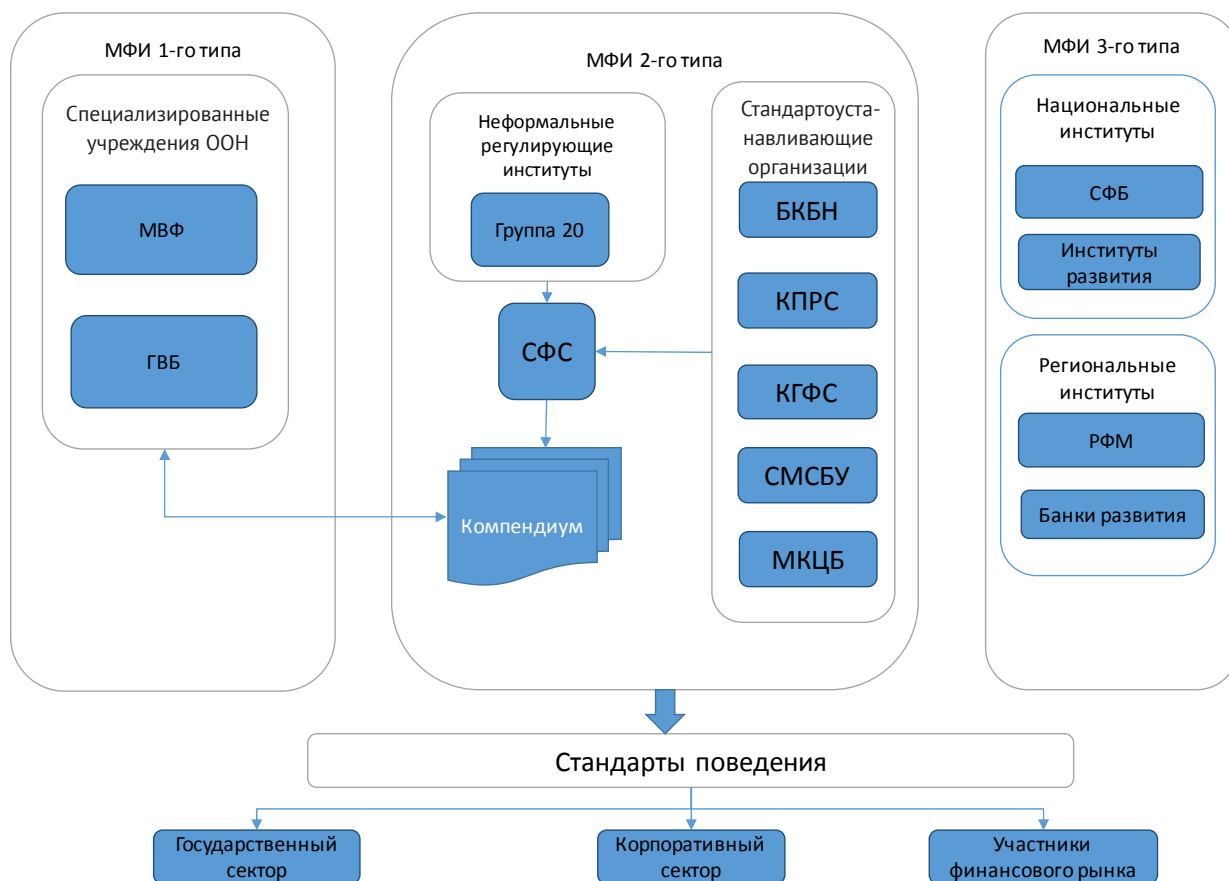 МФИ 1-го типа
Специализированные
учреждения ООН
МВФ
ГВБ
МФИ 2-го типа
Неформальные
регулирующие
институты
Группа 20
СФС
Компендиум
Стандартоуста-
навливающие
организации
БКБН
КПРС
КГФС
СМСБУ
МКЦБ
МФИ 3-го типа
Национальные
институты
СФБ
Институты
развития
Региональные
институты
РФМ
Банки развития
Стандарты поведения
Государственный
сектор
Корпоративный
сектор
Участники
финансового рынка